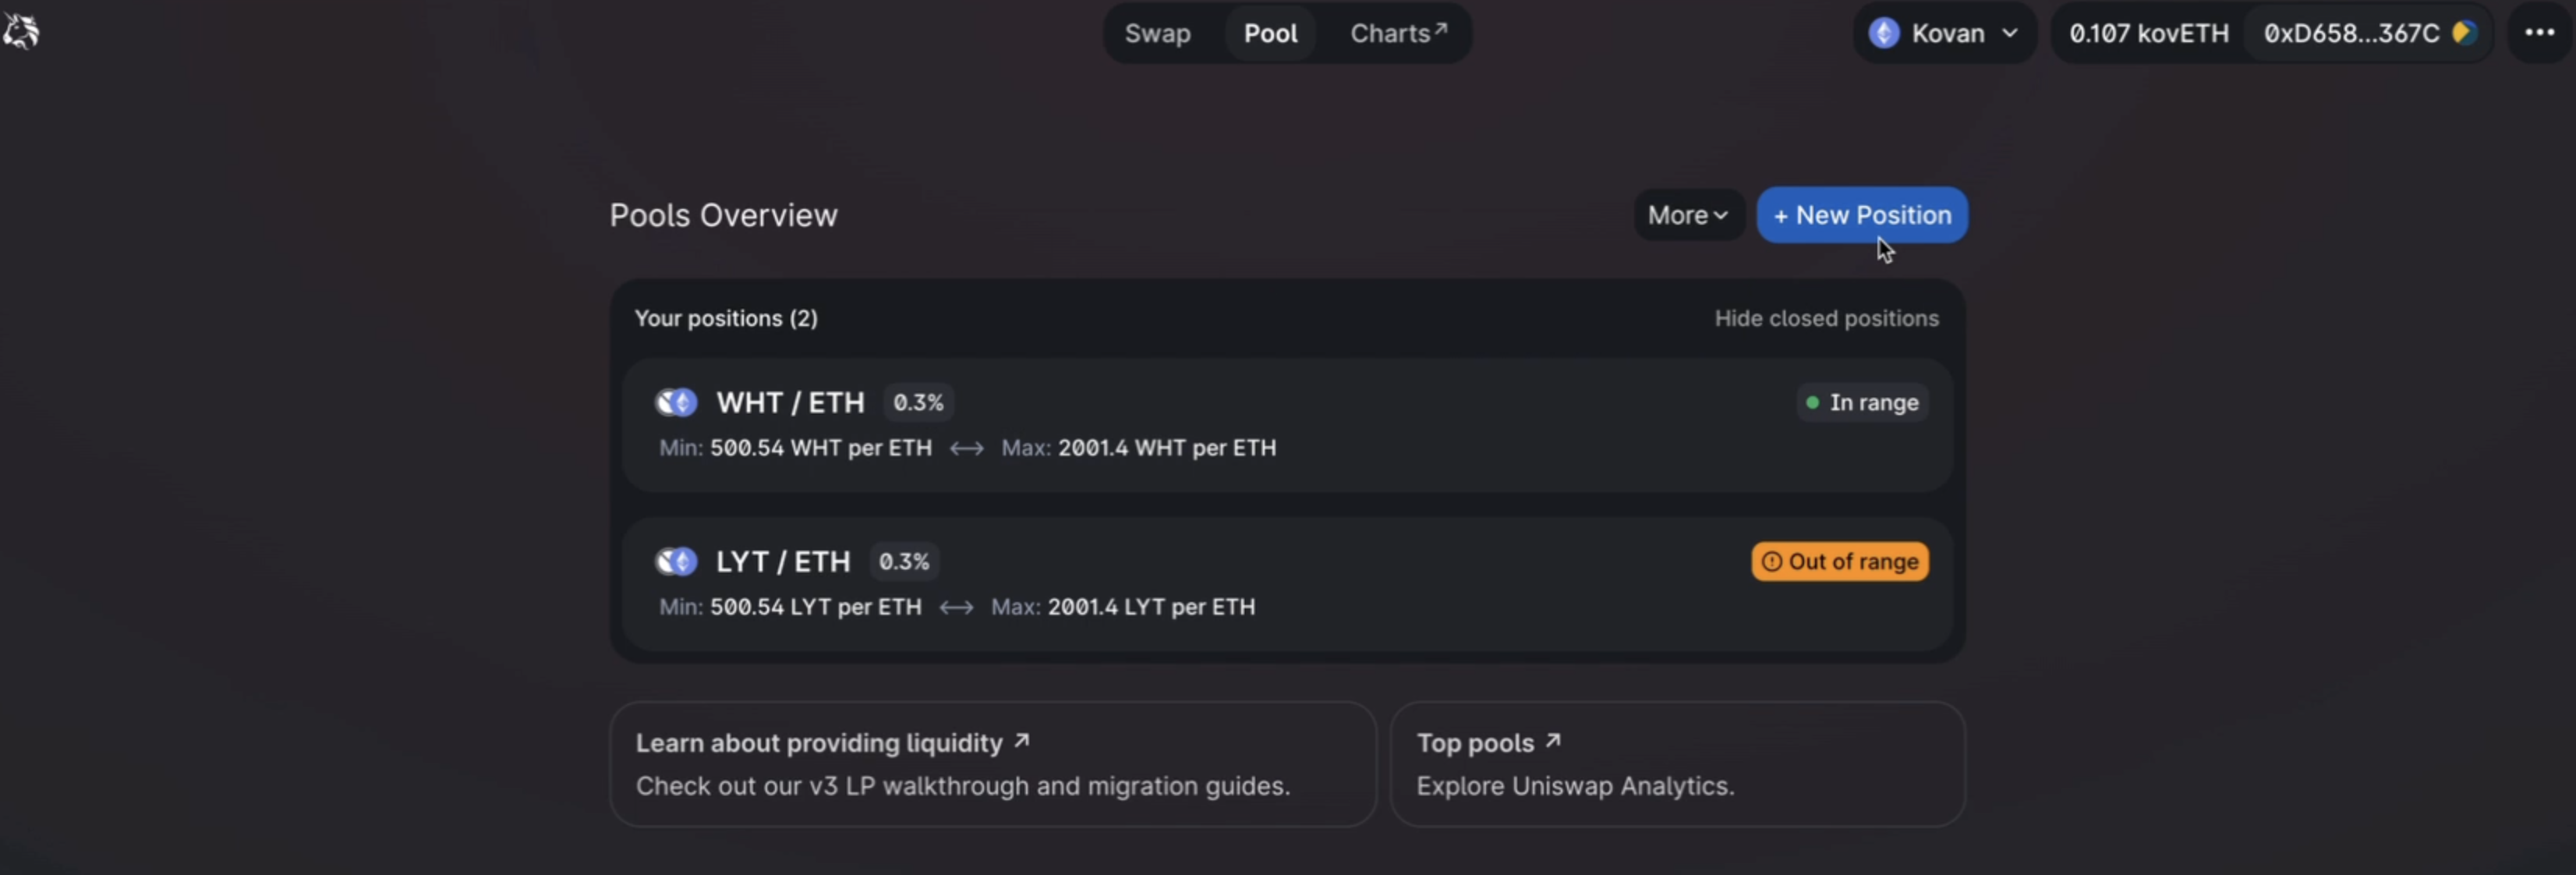 Swap Pool Charts↗ Kovan 0.107 kovETH 0xD658...367C
Pools Overview More + New Position
Your positions (2) Hide closed positions
WHT / ETH 0.3% In range
Min: 500.54 WHT per ETH ⟷ Max: 2001.4 WHT per ETH
LYT / ETH 0.3% Out of range
Min: 500.54 LYT per ETH ⟷ Max: 2001.4 LYT per ETH
Learn about providing liquidity ↗
Check out our v3 LP walkthrough and migration guides.
Top pools ↗
Explore Uniswap Analytics.